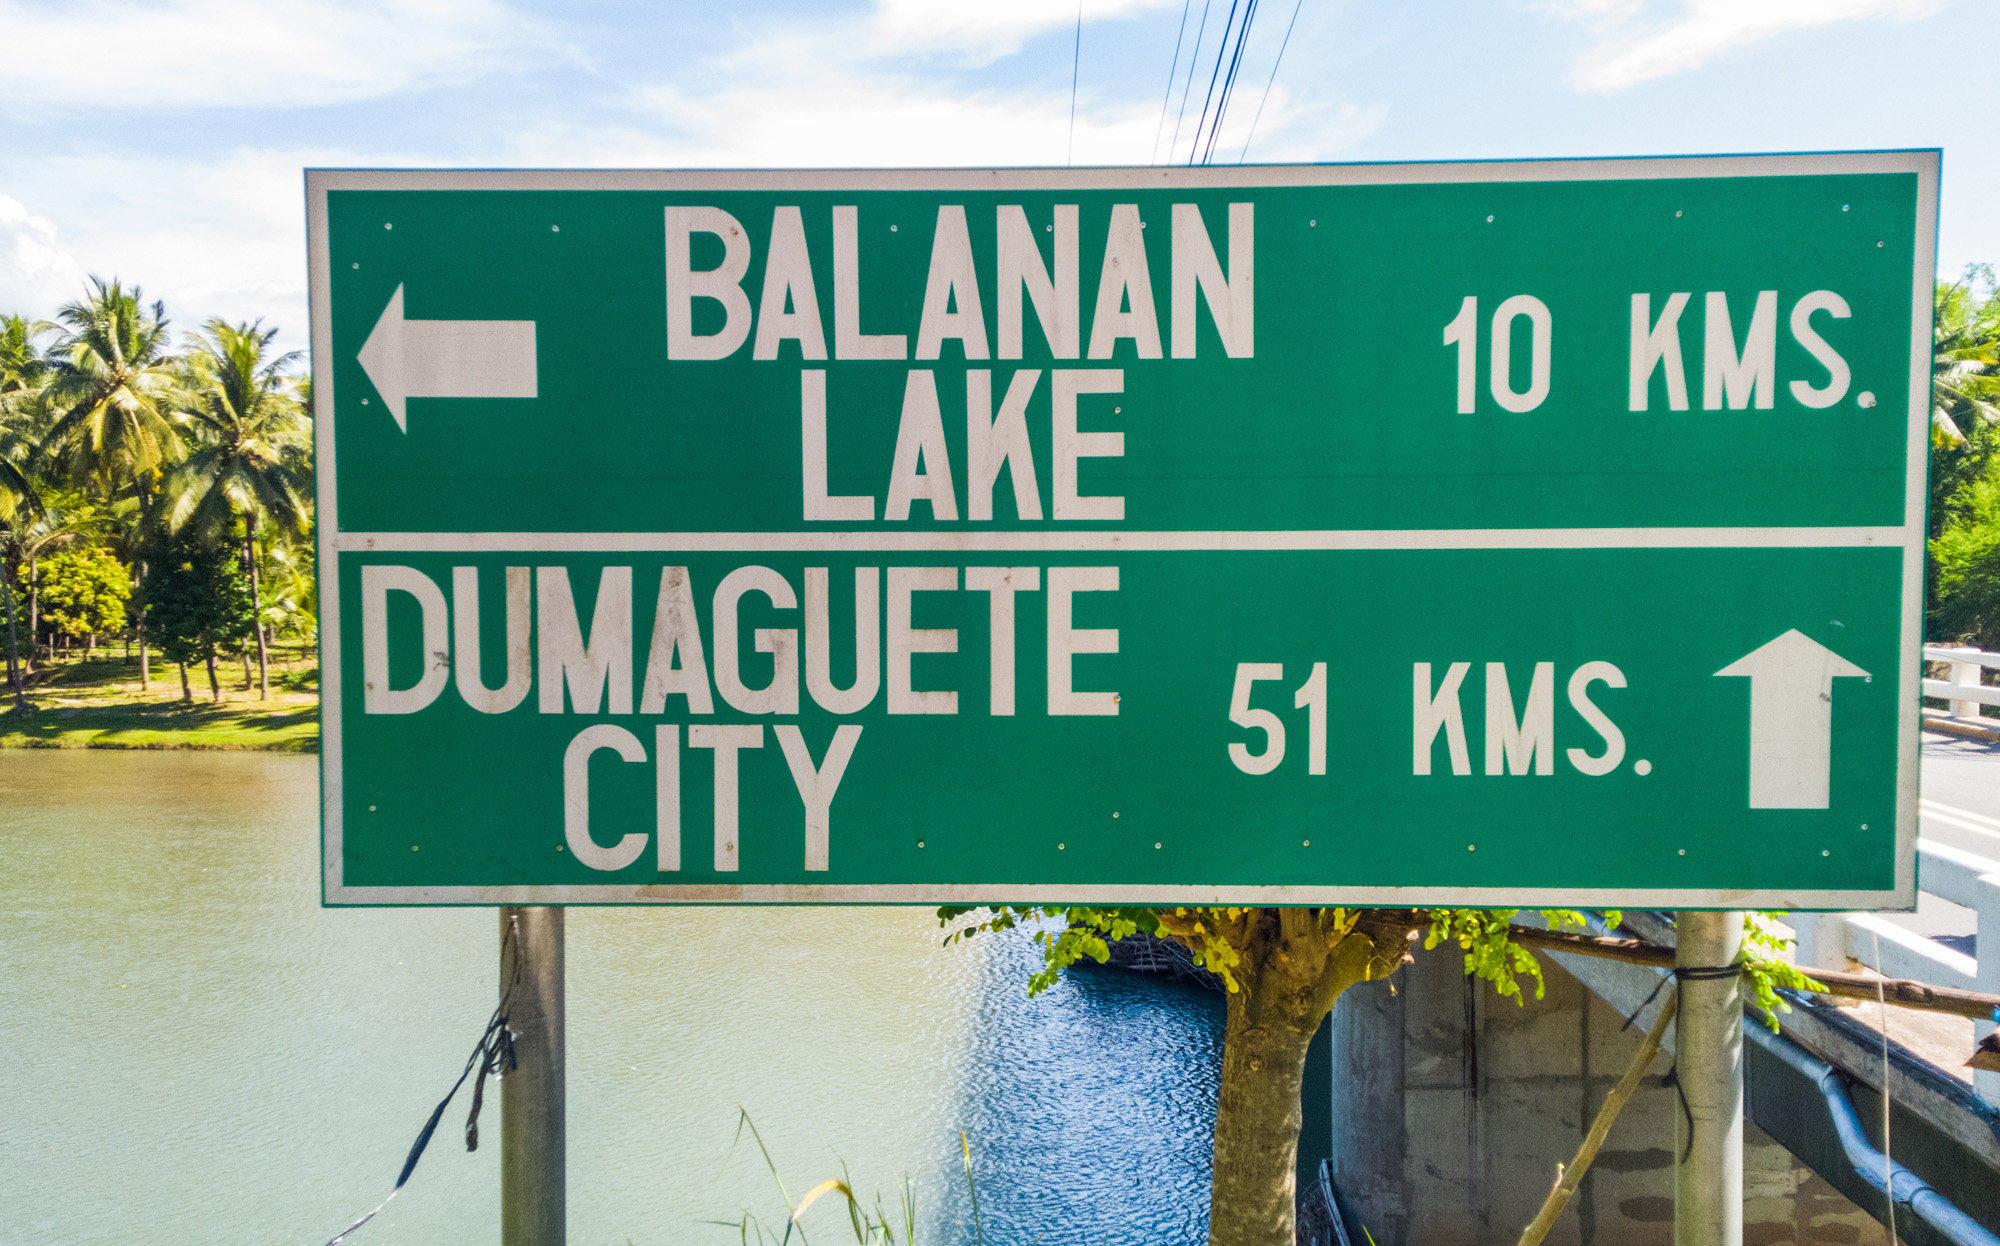 BALANAN
LAKE
10 KMS.
DUMAGUETE
CITY
51 KMS.